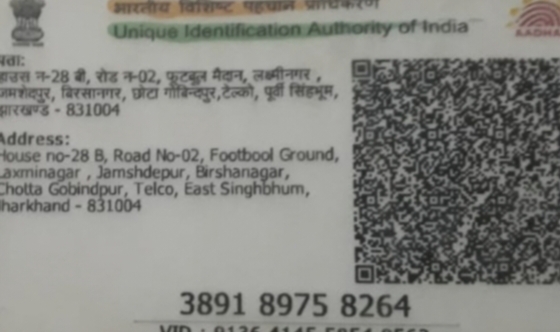 भारतीय विशिष्ट पहचान प्राधिकरण
Unique Identification Authority of India
AADHA
पता:
हाउस न-28 बी, रोड न-02, फूटबूल मैदान, लक्ष्मीनगर ,
जमशेदपुर, बिरसानगर, छोटा गोबिन्दपुर,टेल्को, पूर्वी सिंहभूम,
झारखण्ड - 831004
Address:
House no-28 B, Road No-02, Footbool Ground,
Laxminagar , Jamshdepur, Birshanagar,
Chotta Gobindpur, Telco, East Singhbhum,
Jharkhand - 831004
3891 8975 8264
VID :